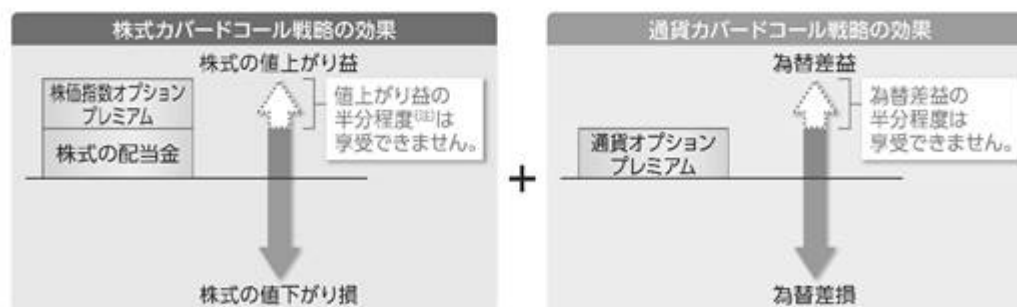 株式カバードコール戦略の効果
株式の値上がり益
株価指数オプション
プレミアム
株式の配当金
値上がり益の
半分程度(注)は
享受できません。
株式の値下がり損
+
通貨カバードコール戦略の効果
為替差益
通貨オプション
プレミアム
為替差益の
半分程度は
享受できません。
為替差損